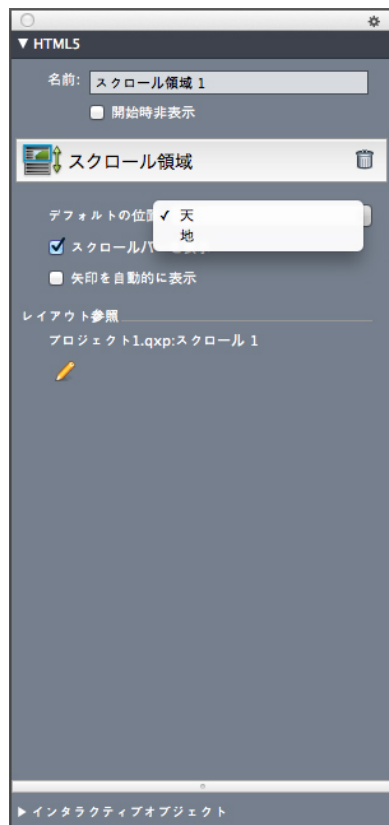 HTML5
名前: スクロール領域 1
開始時非表示
スクロール領域
デフォルトの位置
天
地
スクロールバー
矢印を自動的に表示
レイアウト参照
プロジェクト1.qxp:スクロール 1
インタラクティブオブジェクト